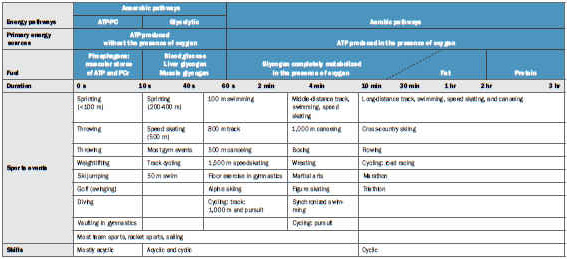 Anaerobic pathways
Energy pathways ATP-PC Glycolytic Aerobic pathways
Primary energy sources
ATP produced without the presence of oxygen
ATP produced in the presence of oxygen
Fuel
Phosphagens: muscular stores of ATP and PCr
Blood glucose
Liver glycogen
Muscle glycogen
Glycogen completely metabolized in the presence of oxygen
Fat
Protein
Duration 0 s 10 s 40 s 60 s 2 min 4 min 10 min 30 min 1 hr 2 hr 3 hr
Sports events
Sprinting (<100 m)
Sprinting (200-400 m)
100 m swimming
Middle-distance track, swimming, speed skating
Long-distance track, swimming, speed skating, and canoeing
Throwing
Speed skating (500 m)
800 m track
1,000 m canoeing
Cross-country skiing
Throwing
Most gym events
500 m canoeing
Boxing
Rowing
Weightlifting
Track cycling
1,500 m speedskating
Wrestling
Cycling: road racing
Ski jumping
50 m swim
Floor exercise in gymnastics
Martial arts
Marathon
Golf (swinging)
Alpine skiing
Figure skating
Triathlon
Diving
Cycling: track: 1,000 m and pursuit
Synchronized swimming
Vaulting in gymnastics
Cycling: pursuit
Most team sports, racket sports, sailing
Skills Mostly acyclic Acyclic and cyclic Cyclic